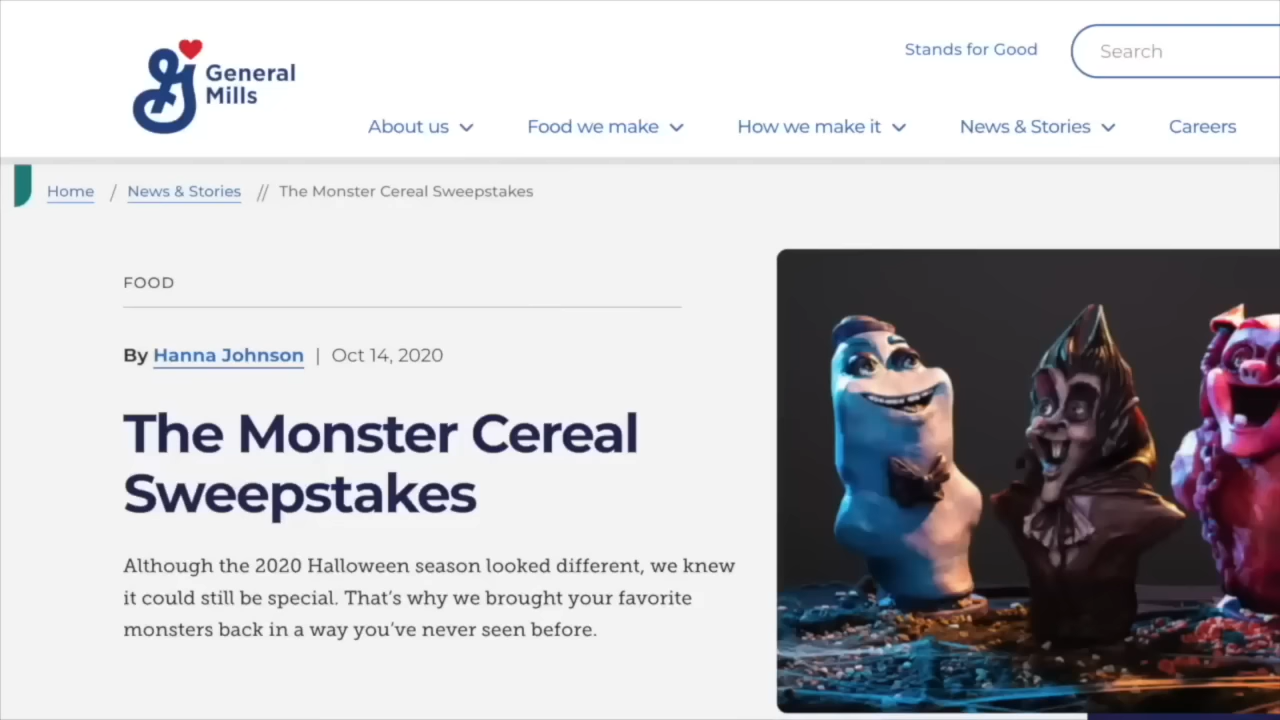 General
Mills
Stands for Good
Search
About us
Food we make
How we make it
News & Stories
Careers
Home / News & Stories // The Monster Cereal Sweepstakes
FOOD
By Hanna Johnson | Oct 14, 2020
The Monster Cereal
Sweepstakes
Although the 2020 Halloween season looked different, we knew
it could still be special. That’s why we brought your favorite
monsters back in a way you’ve never seen before.